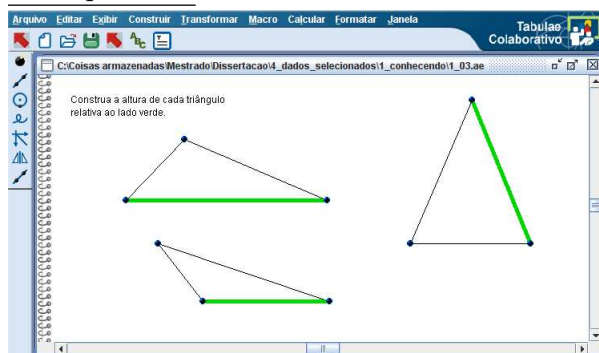 Arquivo Editar Exibir Construir Transformar Macro Calcular Formatar Janela
Tabulae
Colaborativo
C:\Coisas armazenadas\Mestrado\Dissertacao\4_dados_selecionados\1_conhecendo\1_03.ae
Construa a altura de cada triângulo
relativa ao lado verde.